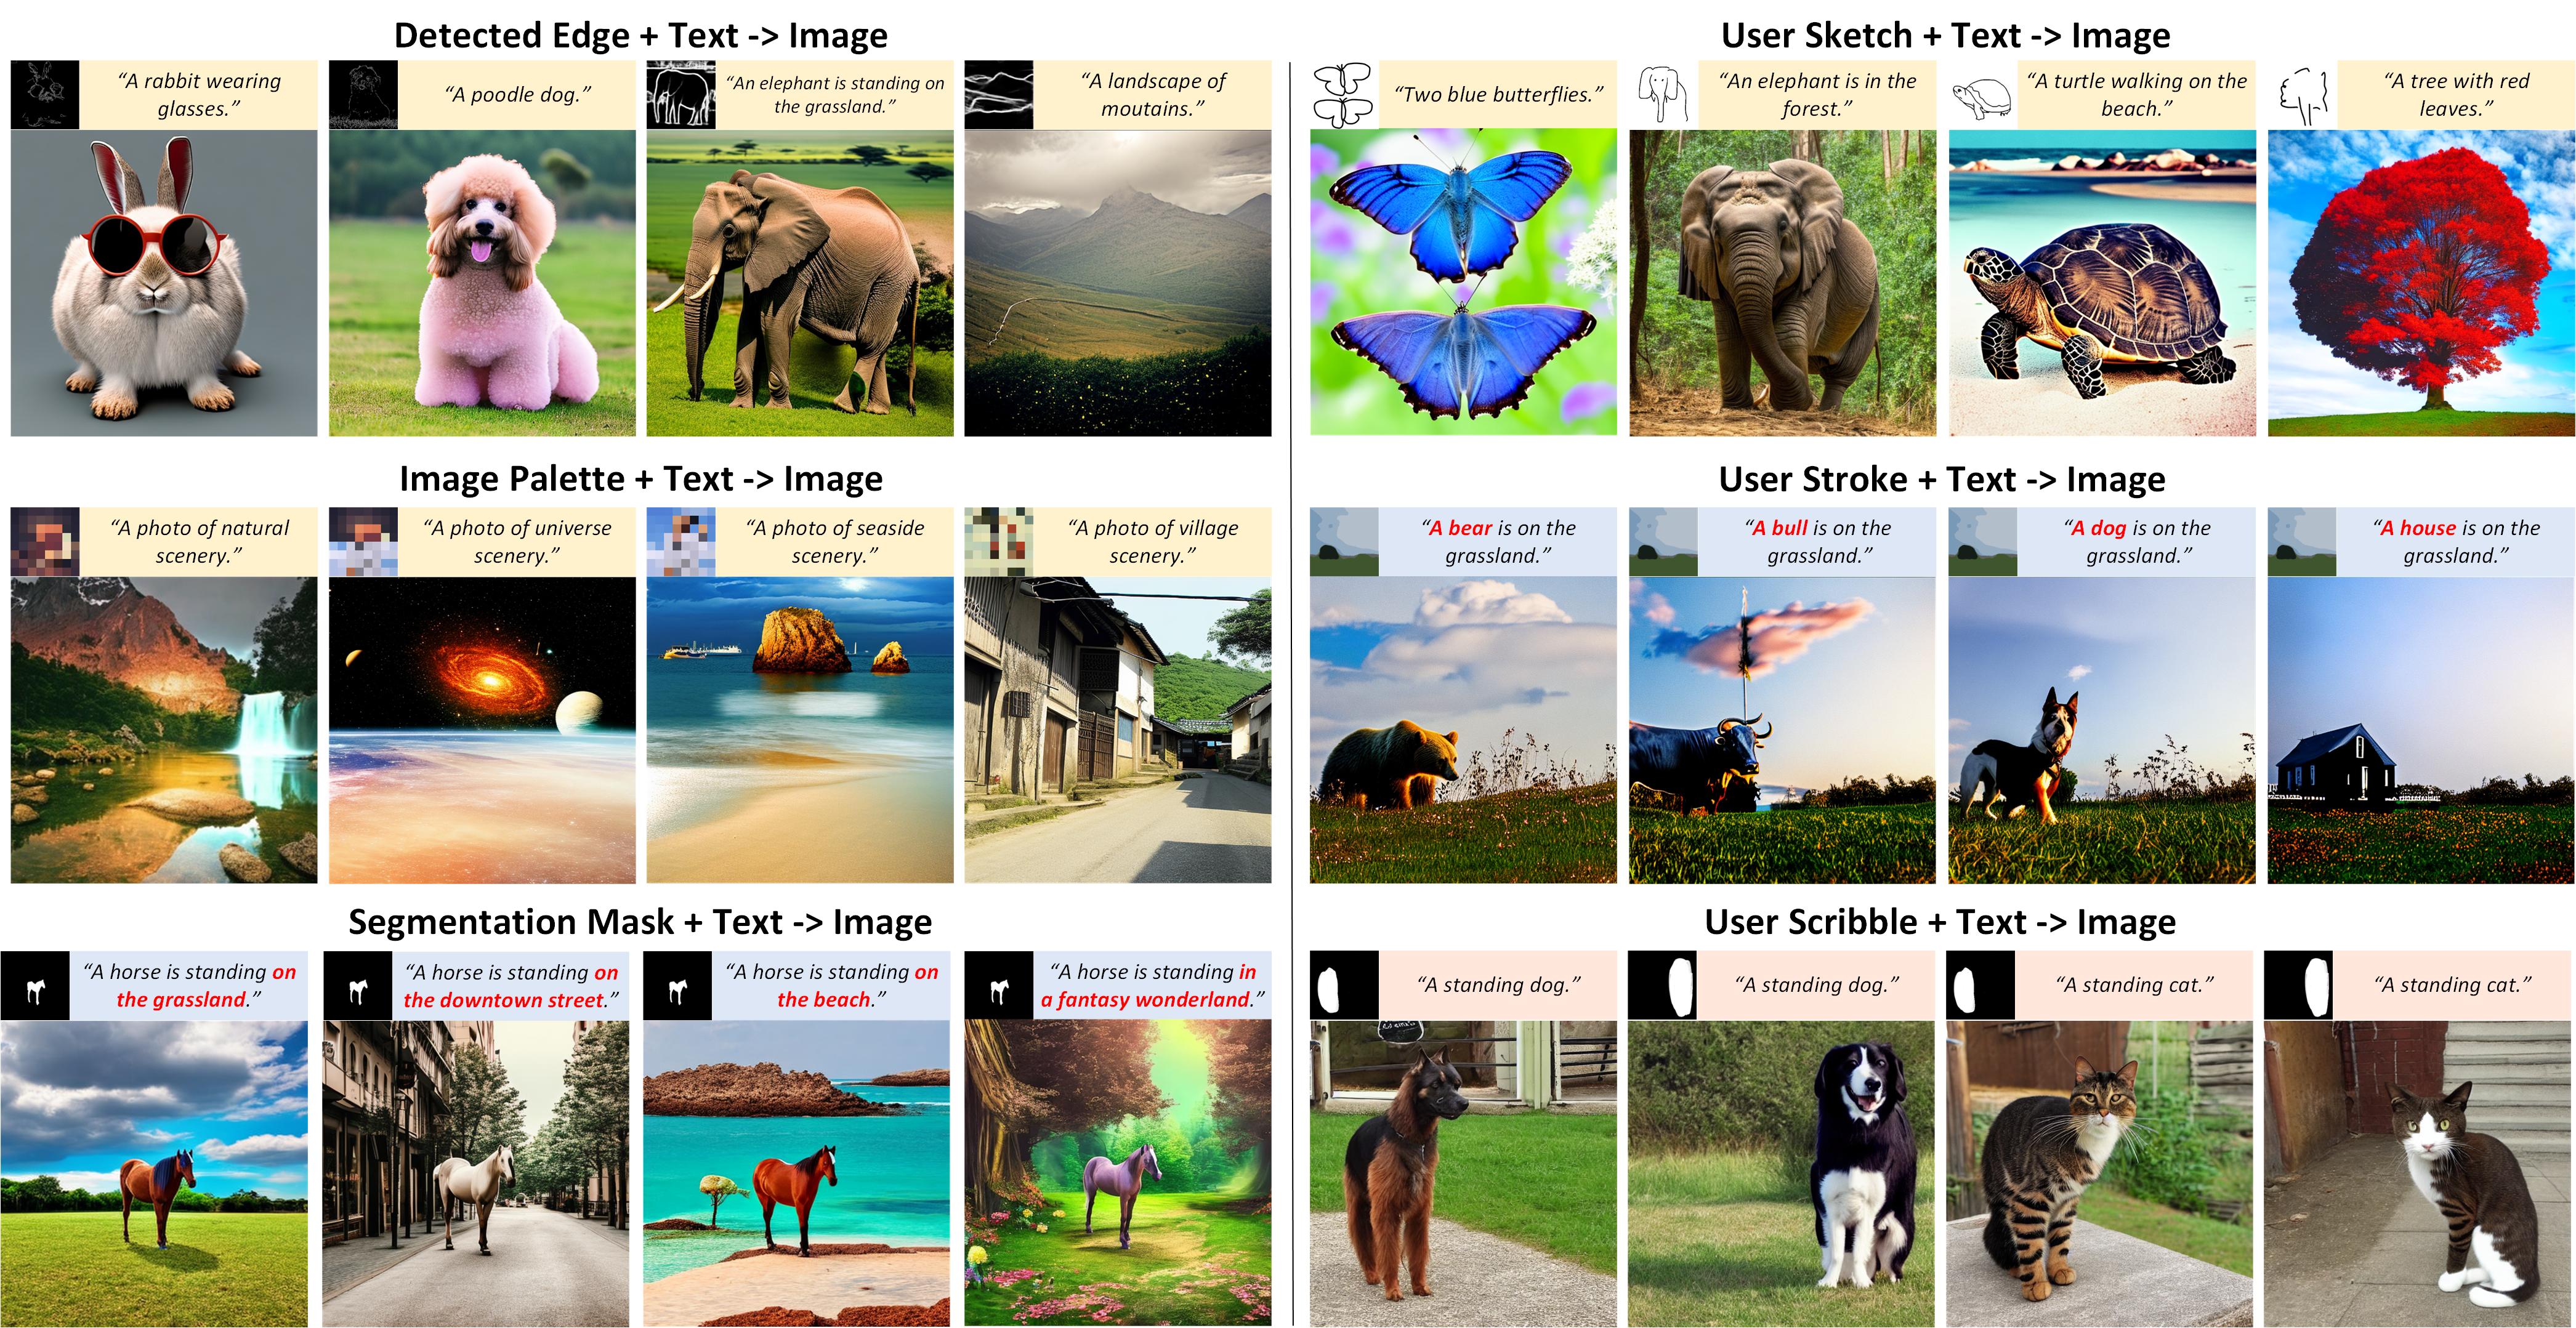 Detected Edge + Text -> Image
“A rabbit wearing
glasses.”
“A poodle dog.”
“An elephant is standing on
the grassland.”
“A landscape of
moutains.”
User Sketch + Text -> Image
“Two blue butterflies.”
“An elephant is in the
forest.”
“A turtle walking on the
beach.”
“A tree with red
leaves.”
Image Palette + Text -> Image
“A photo of natural
scenery.”
“A photo of universe
scenery.”
“A photo of seaside
scenery.”
“A photo of village
scenery.”
User Stroke + Text -> Image
“A bear is on the
grassland.”
“A bull is on the
grassland.”
“A dog is on the
grassland.”
“A house is on the
grassland.”
Segmentation Mask + Text -> Image
“A horse is standing on
the grassland.”
“A horse is standing on
the downtown street.”
“A horse is standing on
the beach.”
“A horse is standing in
a fantasy wonderland.”
User Scribble + Text -> Image
“A standing dog.”
“A standing dog.”
“A standing cat.”
“A standing cat.”